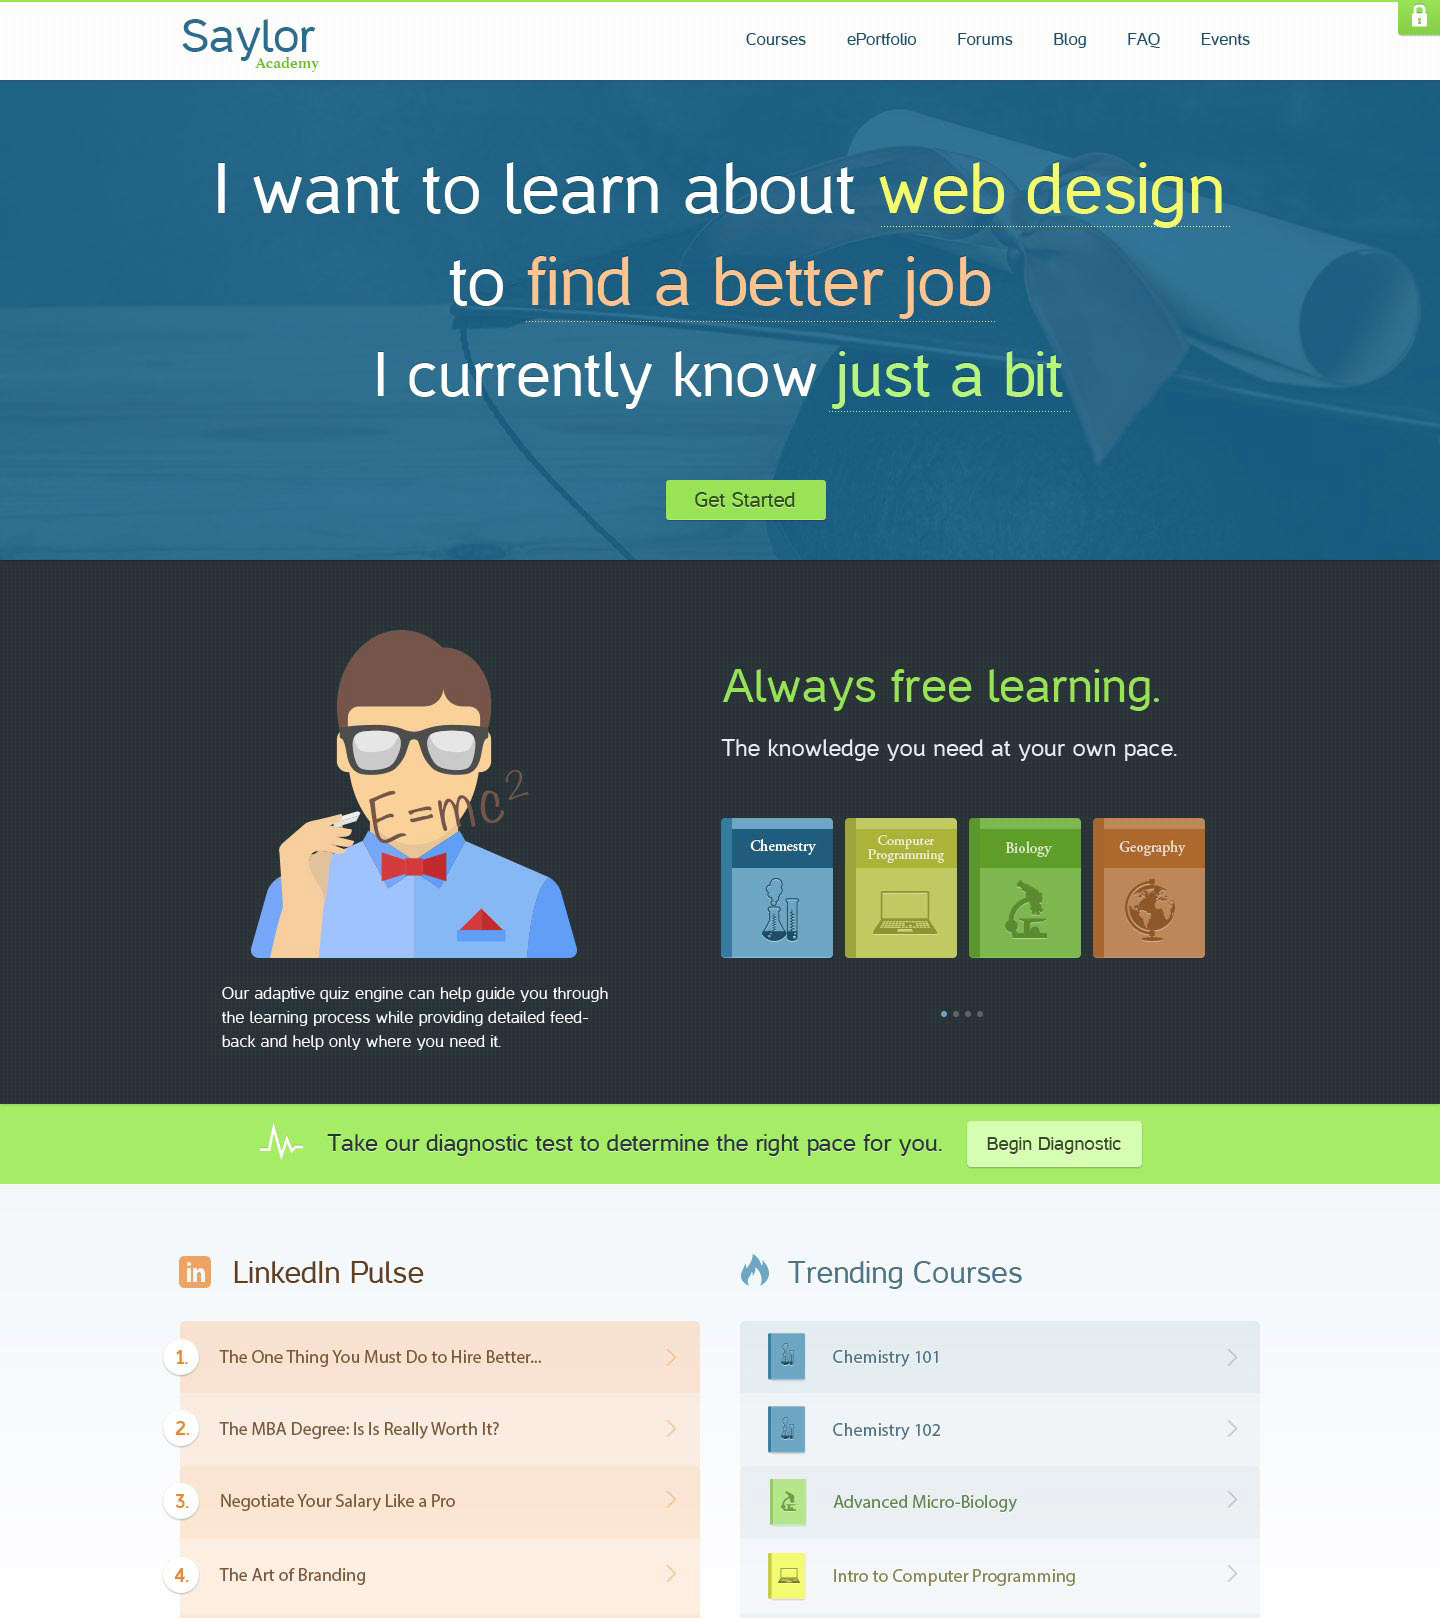 Saylor
Academy
Courses ePortfolio Forums Blog FAQ Events
I want to learn about web design
to find a better job
I currently know just a bit
Get Started
E=mc²
Always free learning.
The knowledge you need at your own pace.
Chemestry
Computer
Programming
Biology
Geography
Our adaptive quiz engine can help guide you through
the learning process while providing detailed feed-
back and help only where you need it.
Take our diagnostic test to determine the right pace for you.
Begin Diagnostic
in LinkedIn Pulse
1. The One Thing You Must Do to Hire Better...
2. The MBA Degree: Is Is Really Worth It?
3. Negotiate Your Salary Like a Pro
4. The Art of Branding
Trending Courses
Chemistry 101
Chemistry 102
Advanced Micro-Biology
Intro to Computer Programming